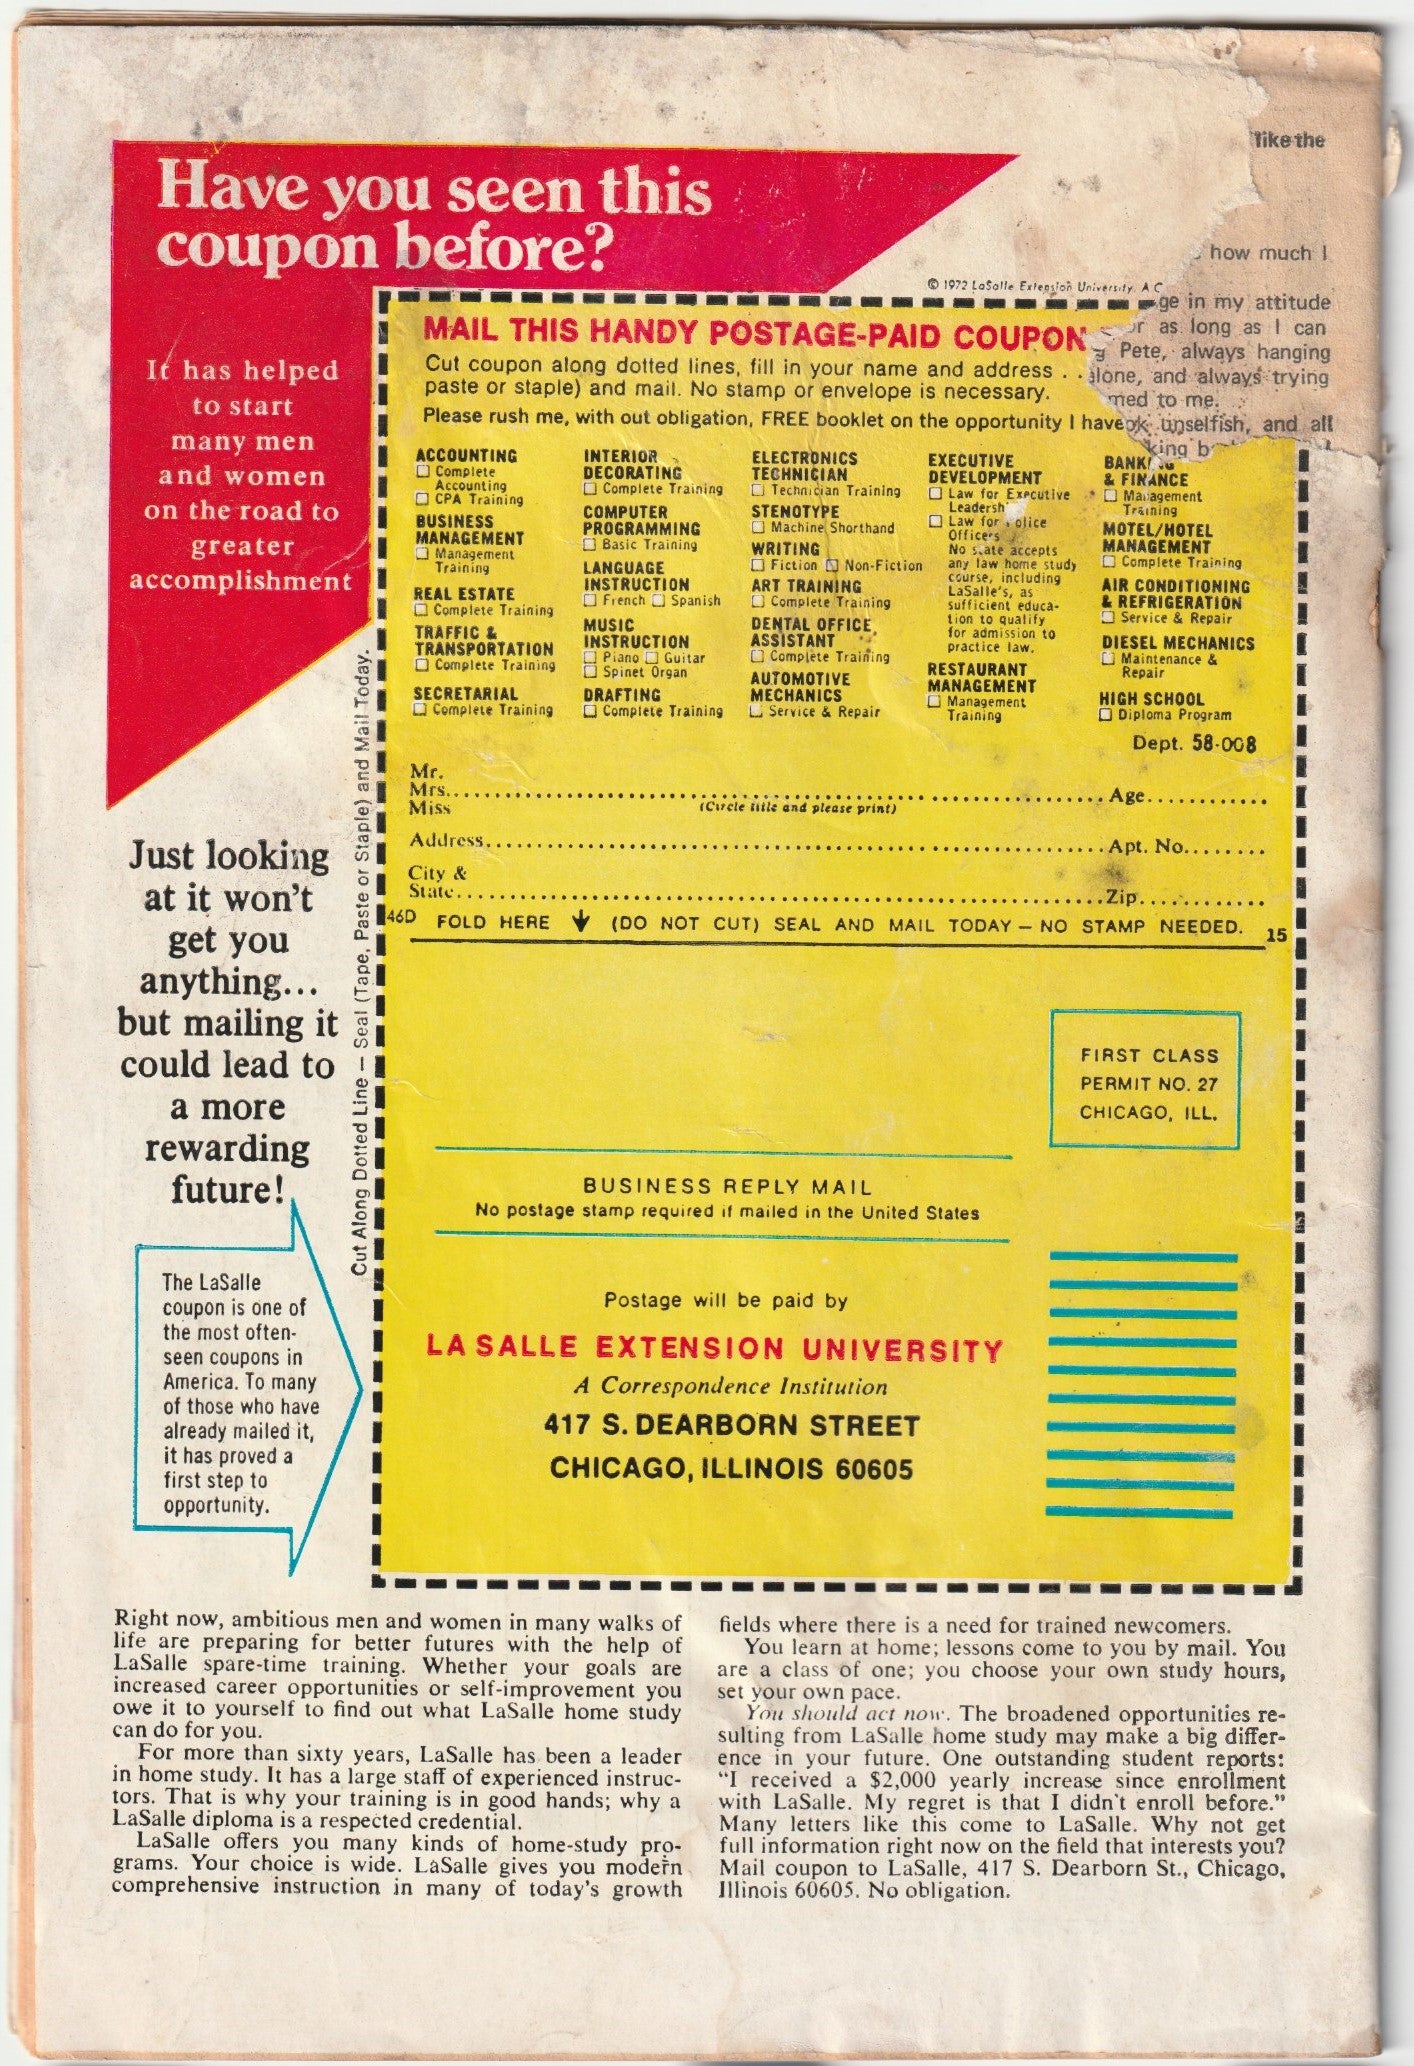 Have you seen this
coupon before?
It has helped
to start
many men
and women
on the road to
greater
accomplishment
Just looking
at it won't
get you
anything...
but mailing it
could lead to
a more
rewarding
future!
The LaSalle
coupon is one of
the most often-
seen coupons in
America. To many
of those who have
already mailed it,
it has proved a
first step to
opportunity.
Cut Along Dotted Line – Seal (Tape, Paste or Staple) and Mail Today.
© 1972 LaSalle Extension University. A C
like the
how much I
ge in my attitude
or as long as I can
Pete, always hanging
alone, and always trying
med to me.
unselfish, and all
king b
MAIL THIS HANDY POSTAGE-PAID COUPON
Cut coupon along dotted lines, fill in your name and address . .
paste or staple) and mail. No stamp or envelope is necessary.
Please rush me, with out obligation, FREE booklet on the opportunity I have
ACCOUNTING
Complete
Accounting
CPA Training
BUSINESS
MANAGEMENT
Management
Training
REAL ESTATE
Complete Training
TRAFFIC &
TRANSPORTATION
Complete Training
SECRETARIAL
Complete Training
INTERIOR
DECORATING
Complete Training
COMPUTER
PROGRAMMING
Basic Training
LANGUAGE
INSTRUCTION
French Spanish
MUSIC
INSTRUCTION
Piano Guitar
Spinet Organ
DRAFTING
Complete Training
ELECTRONICS
TECHNICIAN
Technician Training
STENOTYPE
Machine Shorthand
WRITING
Fiction Non-Fiction
ART TRAINING
Complete Training
DENTAL OFFICE
ASSISTANT
Complete Training
AUTOMOTIVE
MECHANICS
Service & Repair
EXECUTIVE
DEVELOPMENT
Law for Executive
Leadersh
Law for Police
Officers
No state accepts
any law home study
course, including
LaSalle's, as
sufficient educa-
tion to qualify
for admission to
practice law.
RESTAURANT
MANAGEMENT
Management
Training
BANKING
& FINANCE
Management
Training
MOTEL/HOTEL
MANAGEMENT
Complete Training
AIR CONDITIONING
& REFRIGERATION
Service & Repair
DIESEL MECHANICS
Maintenance &
Repair
HIGH SCHOOL
Diploma Program
Dept. 58-008
Mr.
Mrs. Age
Miss (Circle title and please print)
Address Apt. No.
City &
State Zip
46D FOLD HERE ↓ (DO NOT CUT) SEAL AND MAIL TODAY – NO STAMP NEEDED. 15
FIRST CLASS
PERMIT NO. 27
CHICAGO, ILL.
BUSINESS REPLY MAIL
No postage stamp required if mailed in the United States
Postage will be paid by
LA SALLE EXTENSION UNIVERSITY
A Correspondence Institution
417 S. DEARBORN STREET
CHICAGO, ILLINOIS 60605
Right now, ambitious men and women in many walks of
life are preparing for better futures with the help of
LaSalle spare-time training. Whether your goals are
increased career opportunities or self-improvement you
owe it to yourself to find out what LaSalle home study
can do for you.
For more than sixty years, LaSalle has been a leader
in home study. It has a large staff of experienced instruc-
tors. That is why your training is in good hands; why a
LaSalle diploma is a respected credential.
LaSalle offers you many kinds of home-study pro-
grams. Your choice is wide. LaSalle gives you modern
comprehensive instruction in many of today's growth
fields where there is a need for trained newcomers.
You learn at home; lessons come to you by mail. You
are a class of one; you choose your own study hours,
set your own pace.
You should act now. The broadened opportunities re-
sulting from LaSalle home study may make a big differ-
ence in your future. One outstanding student reports:
“I received a $2,000 yearly increase since enrollment
with LaSalle. My regret is that I didn't enroll before.”
Many letters like this come to LaSalle. Why not get
full information right now on the field that interests you?
Mail coupon to LaSalle, 417 S. Dearborn St., Chicago,
Illinois 60605. No obligation.